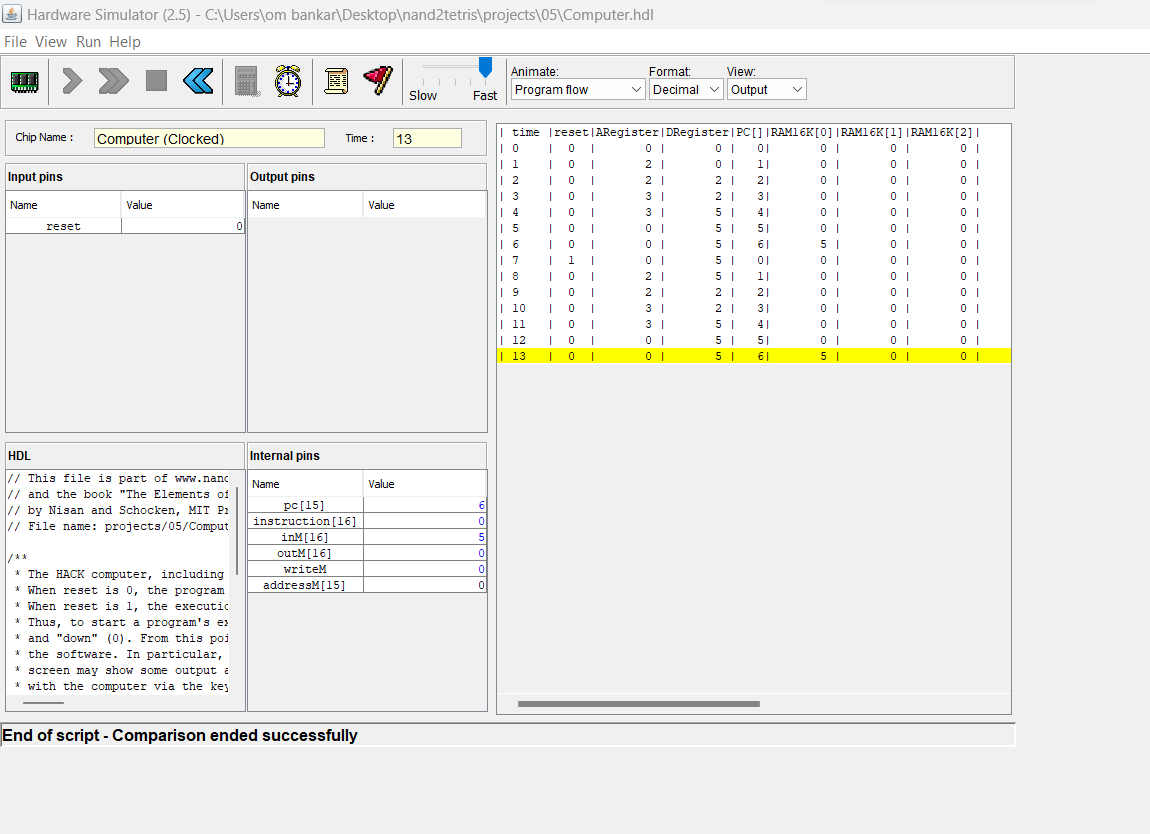 Hardware Simulator (2.5) - C:\Users\om bankar\Desktop\nand2tetris\projects\05\Computer.hdl
File View Run Help
Slow Fast
Animate: Format: View:
Program flow Decimal Output
Chip Name : Computer (Clocked) Time : 13
Input pins
Name Value
reset 0
Output pins
Name Value
HDL
// This file is part of www.nand
// and the book "The Elements of
// by Nisan and Schocken, MIT Pr
// File name: projects/05/Comput
/**
* The HACK computer, including
* When reset is 0, the program
* When reset is 1, the executio
* Thus, to start a program's ex
* and "down" (0). From this poi
* the software. In particular,
* screen may show some output a
* with the computer via the key
Internal pins
Name Value
pc[15] 6
instruction[16] 0
inM[16] 5
outM[16] 0
writeM 0
addressM[15] 0
| time |reset|ARegister|DRegister|PC[]|RAM16K[0]|RAM16K[1]|RAM16K[2]|
| 0 | 0 | 0 | 0 | 0| 0 | 0 | 0 |
| 1 | 0 | 2 | 0 | 1| 0 | 0 | 0 |
| 2 | 0 | 2 | 2 | 2| 0 | 0 | 0 |
| 3 | 0 | 3 | 2 | 3| 0 | 0 | 0 |
| 4 | 0 | 3 | 5 | 4| 0 | 0 | 0 |
| 5 | 0 | 0 | 5 | 5| 0 | 0 | 0 |
| 6 | 0 | 0 | 5 | 6| 5 | 0 | 0 |
| 7 | 1 | 0 | 5 | 0| 0 | 0 | 0 |
| 8 | 0 | 2 | 5 | 1| 0 | 0 | 0 |
| 9 | 0 | 2 | 2 | 2| 0 | 0 | 0 |
| 10 | 0 | 3 | 2 | 3| 0 | 0 | 0 |
| 11 | 0 | 3 | 5 | 4| 0 | 0 | 0 |
| 12 | 0 | 0 | 5 | 5| 0 | 0 | 0 |
| 13 | 0 | 0 | 5 | 6| 5 | 0 | 0 |
End of script - Comparison ended successfully